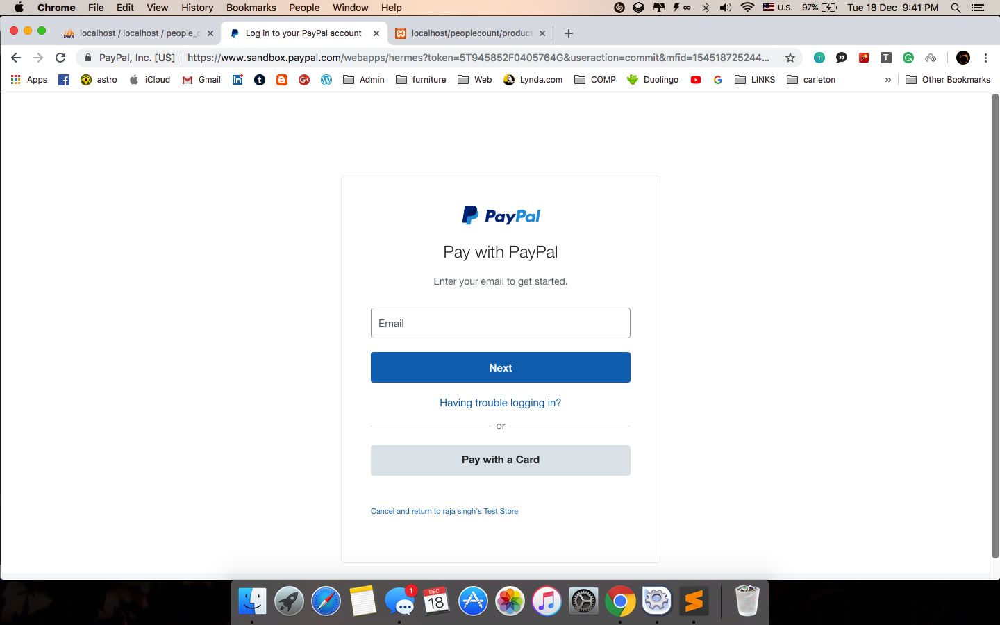 Chrome File Edit View History Bookmarks People Window Help U.S. 97% Tue 18 Dec 9:41 PM
PMA localhost / localhost / people_c Log in to your PayPal account localhost/peoplecount/product
PayPal, Inc. [US] https://www.sandbox.paypal.com/webapps/hermes?token=5T945852F0405764G&useraction=commit&mfid=154518725244...
Apps astro iCloud Gmail Admin furniture Web Lynda.com COMP Duolingo LINKS carleton » Other Bookmarks
PayPal
Pay with PayPal
Enter your email to get started.
Email
Next
Having trouble logging in?
or
Pay with a Card
Cancel and return to raja singh's Test Store
1
DEC
18